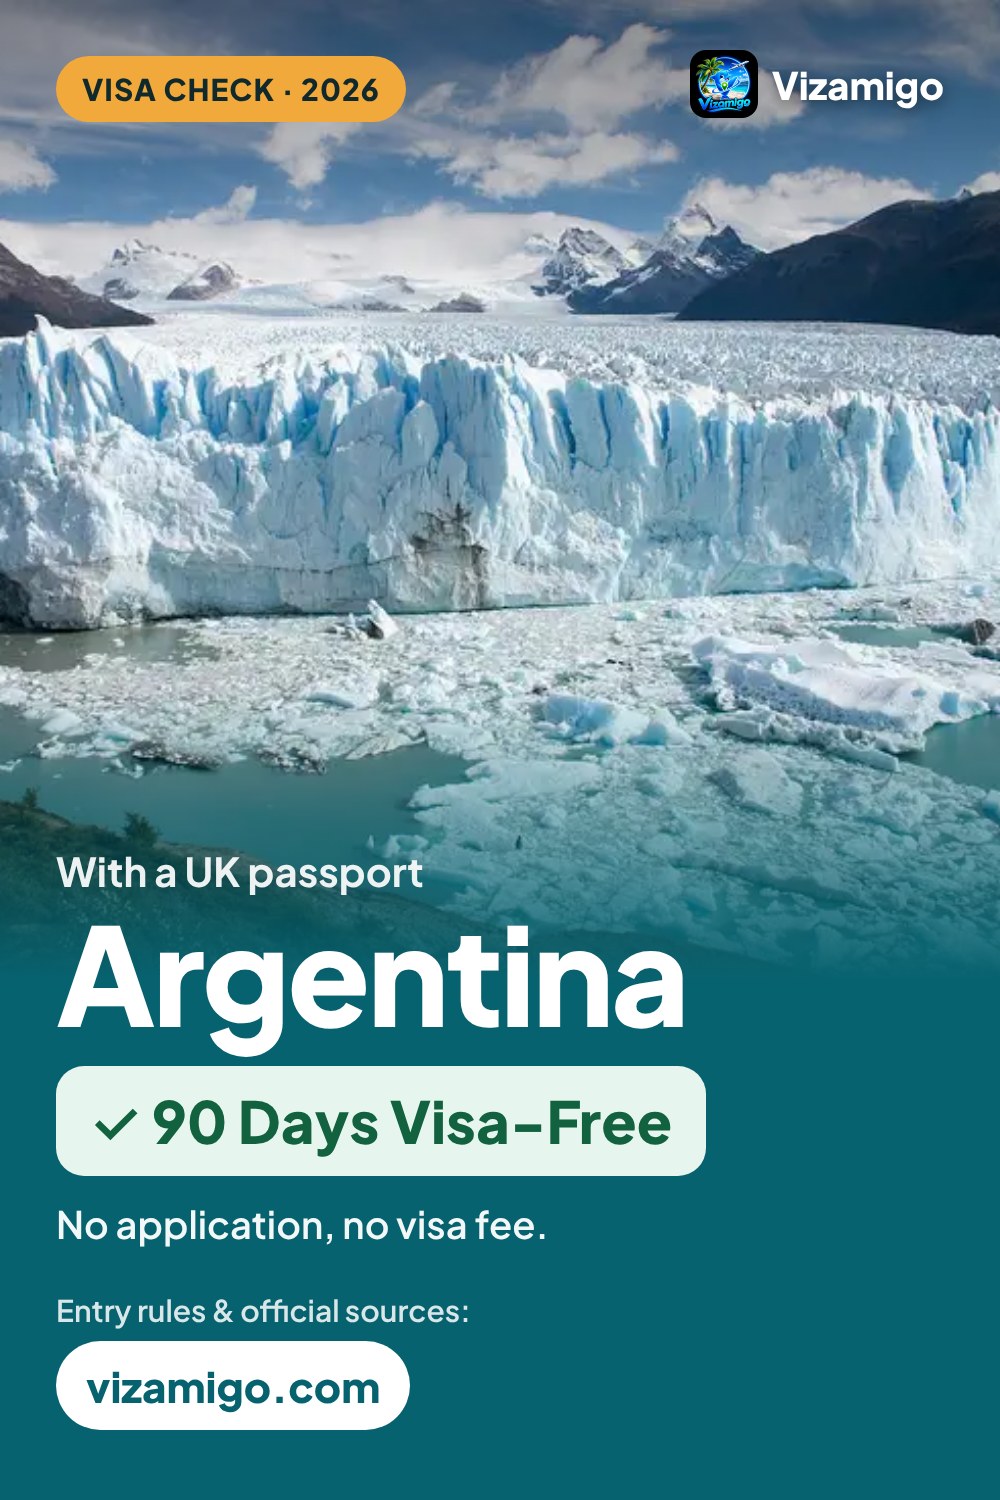 VISA CHECK · 2026
Vizamigo
Vizamigo
With a UK passport
Argentina
✓ 90 Days Visa-Free
No application, no visa fee.
Entry rules & official sources:
vizamigo.com